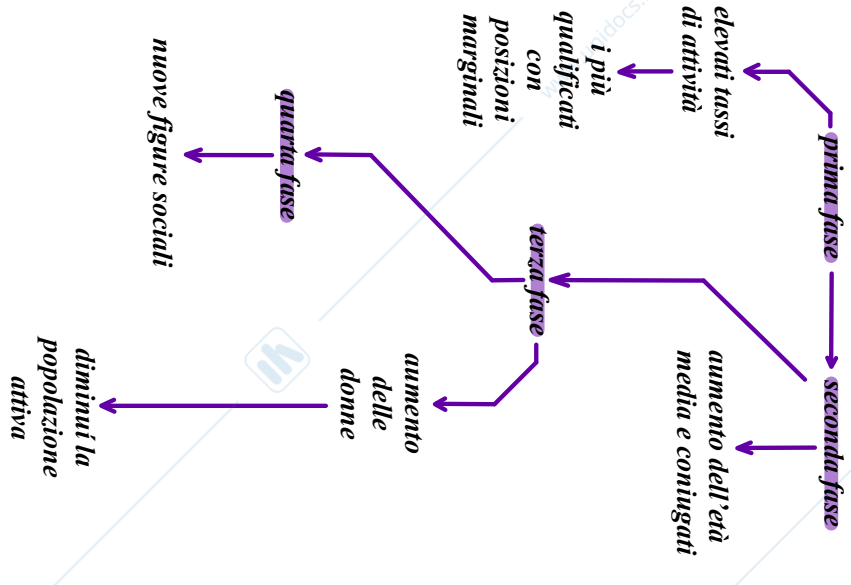 prima fase
seconda fase
elevati tassi
di attività
i più
qualificati
con
posizioni
marginali
aumento dell'età
media e coniugati
terza fase
aumento
delle
donne
diminuí la
popolazione
attiva
quarta fase
nuove figure sociali